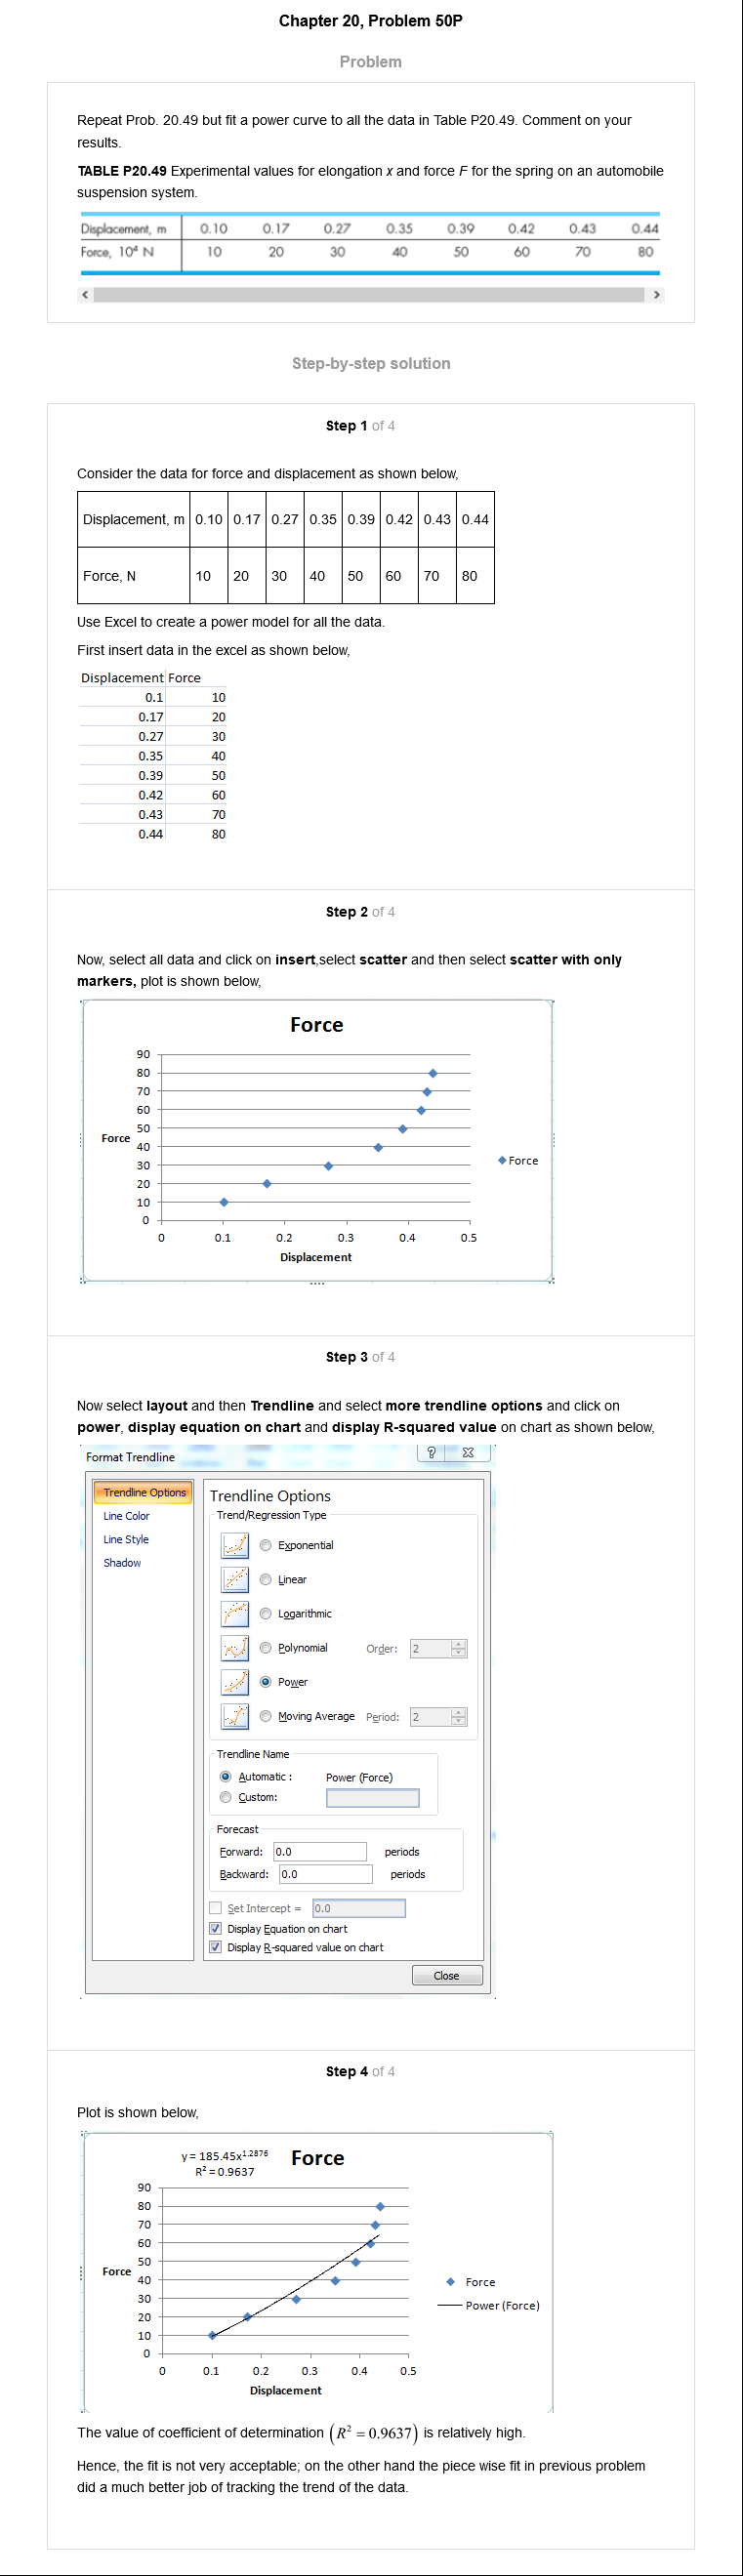 Chapter 20, Problem 50P
Problem
Repeat Prob. 20.49 but fit a power curve to all the data in Table P20.49. Comment on your
results.
TABLE P20.49 Experimental values for elongation x and force F for the spring on an automobile
suspension system.
Displacement, m 0.10 0.17 0.27 0.35 0.39 0.42 0.43 0.44
Force, 10⁴ N 10 20 30 40 50 60 70 80
Step-by-step solution
Step 1 of 4
Consider the data for force and displacement as shown below,
Displacement, m 0.10 0.17 0.27 0.35 0.39 0.42 0.43 0.44
Force, N 10 20 30 40 50 60 70 80
Use Excel to create a power model for all the data.
First insert data in the excel as shown below,
Displacement Force
0.1 10
0.17 20
0.27 30
0.35 40
0.39 50
0.42 60
0.43 70
0.44 80
Step 2 of 4
Now, select all data and click on insert,select scatter and then select scatter with only
markers, plot is shown below,
Force
90
80
70
60
50
Force
40
30
20
10
0
Force
0 0.1 0.2 0.3 0.4 0.5
Displacement
Step 3 of 4
Now select layout and then Trendline and select more trendline options and click on
power, display equation on chart and display R-squared value on chart as shown below,
Format Trendline
Trendline Options
Line Color
Line Style
Shadow
Trendline Options
Trend/Regression Type
Exponential
Linear
Logarithmic
Polynomial Order: 2
Power
Moving Average Period: 2
Trendline Name
Automatic : Power (Force)
Custom:
Forecast
Forward: 0.0 periods
Backward: 0.0 periods
Set Intercept = 0.0
Display Equation on chart
Display R-squared value on chart
Close
Step 4 of 4
Plot is shown below,
y = 185.45x^1.2876
R² = 0.9637
Force
90
80
70
60
50
Force
40
30
20
10
0
Force
Power (Force)
0 0.1 0.2 0.3 0.4 0.5
Displacement
The value of coefficient of determination (R² = 0.9637) is relatively high.
Hence, the fit is not very acceptable; on the other hand the piece wise fit in previous problem
did a much better job of tracking the trend of the data.